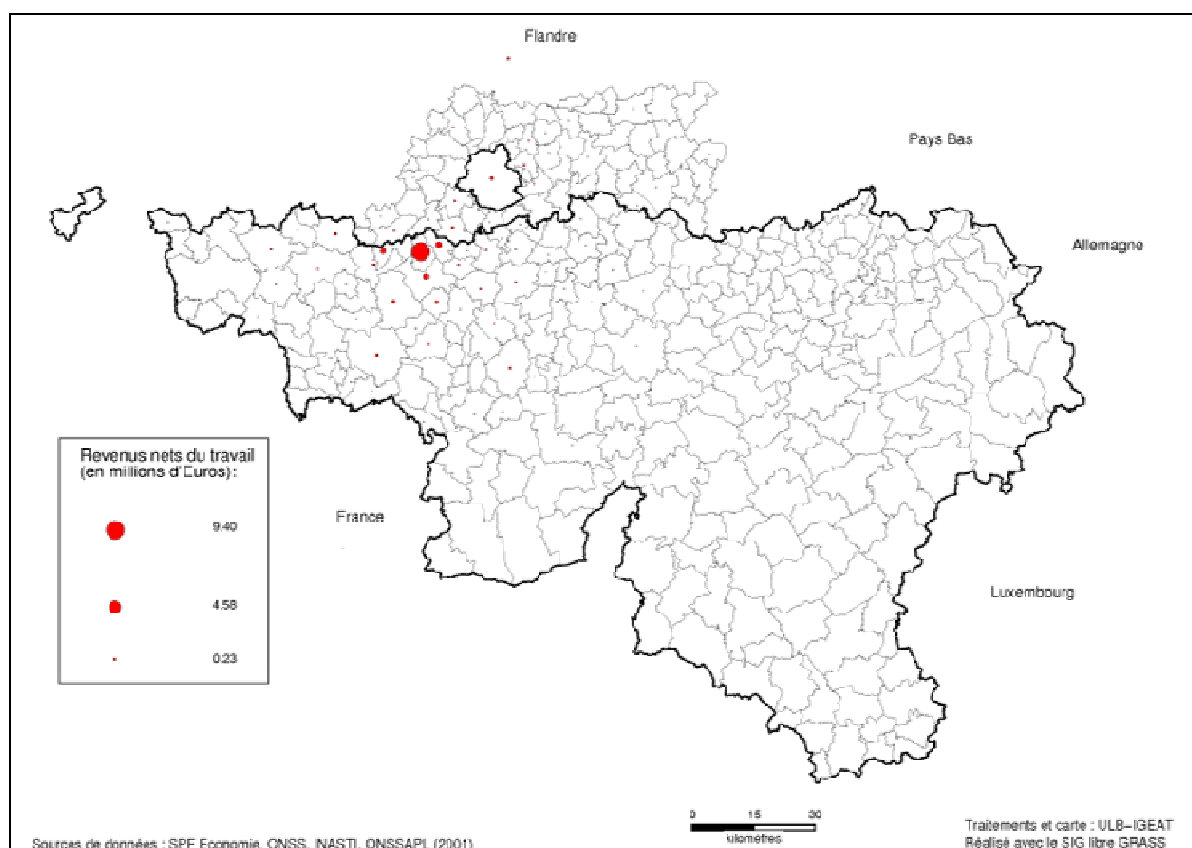 Flandre
Pays Bas
Allemagne
Revenus nets du travail
(en millions d'Euros) :
9.40
4.58
0.23
France
Luxembourg
0 15 30
kilomètres
Sources de données : SPF Economie, ONSS, INASTI, ONSSAPL (2001)
Traitements et carte : ULB-IGEAT
Réalisé avec le SIG libre GRASS